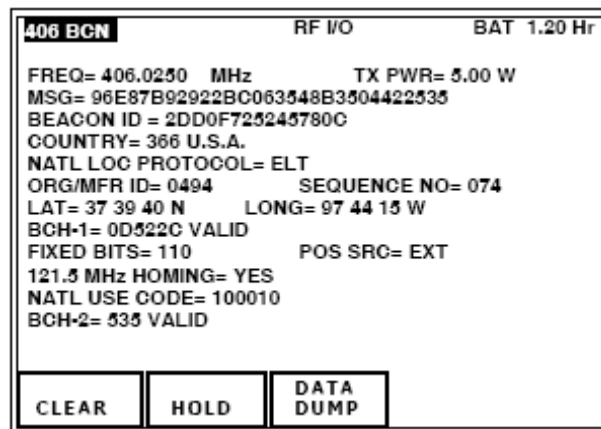 406 BCN RF I/O BAT 1.20 Hr
FREQ= 406.0250 MHz TX PWR= 5.00 W
MSG= 96E87B92922BC063548B3504422535
BEACON ID = 2DD0F725245780C
COUNTRY= 366 U.S.A.
NATL LOC PROTOCOL= ELT
ORG/MFR ID= 0494 SEQUENCE NO= 074
LAT= 37 39 40 N LONG= 97 44 15 W
BCH-1= 0D522C VALID
FIXED BITS= 110 POS SRC= EXT
121.5 MHz HOMING= YES
NATL USE CODE= 100010
BCH-2= 535 VALID
CLEAR HOLD DATA DUMP